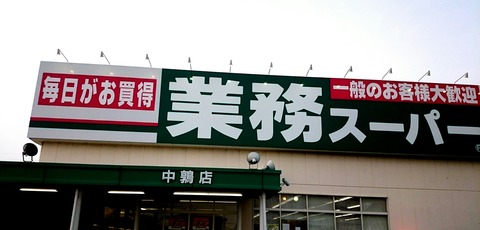 毎日がお買得
業務スーパー
一般のお客様大歓迎
中鶉店